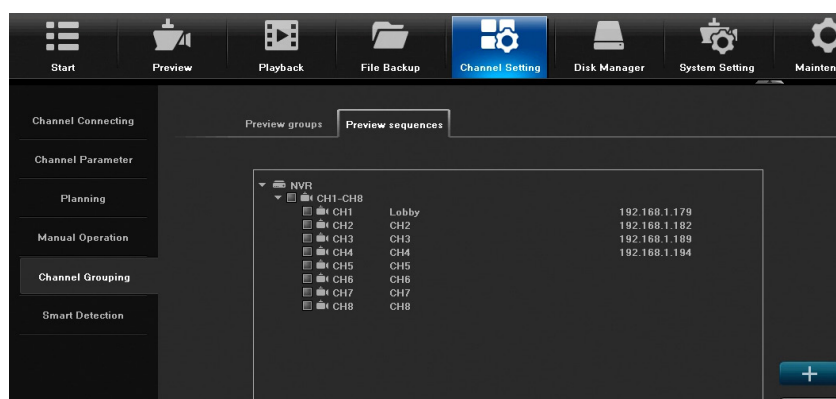 Start Preview Playback File Backup Channel Setting Disk Manager System Setting
Channel Connecting
Channel Parameter
Planning
Manual Operation
Channel Grouping
Smart Detection
Preview groups Preview sequences
NVR
CH1-CH8
CH1 Lobby 192.168.1.179
CH2 CH2 192.168.1.182
CH3 CH3 192.168.1.189
CH4 CH4 192.168.1.194
CH5 CH5
CH6 CH6
CH7 CH7
CH8 CH8